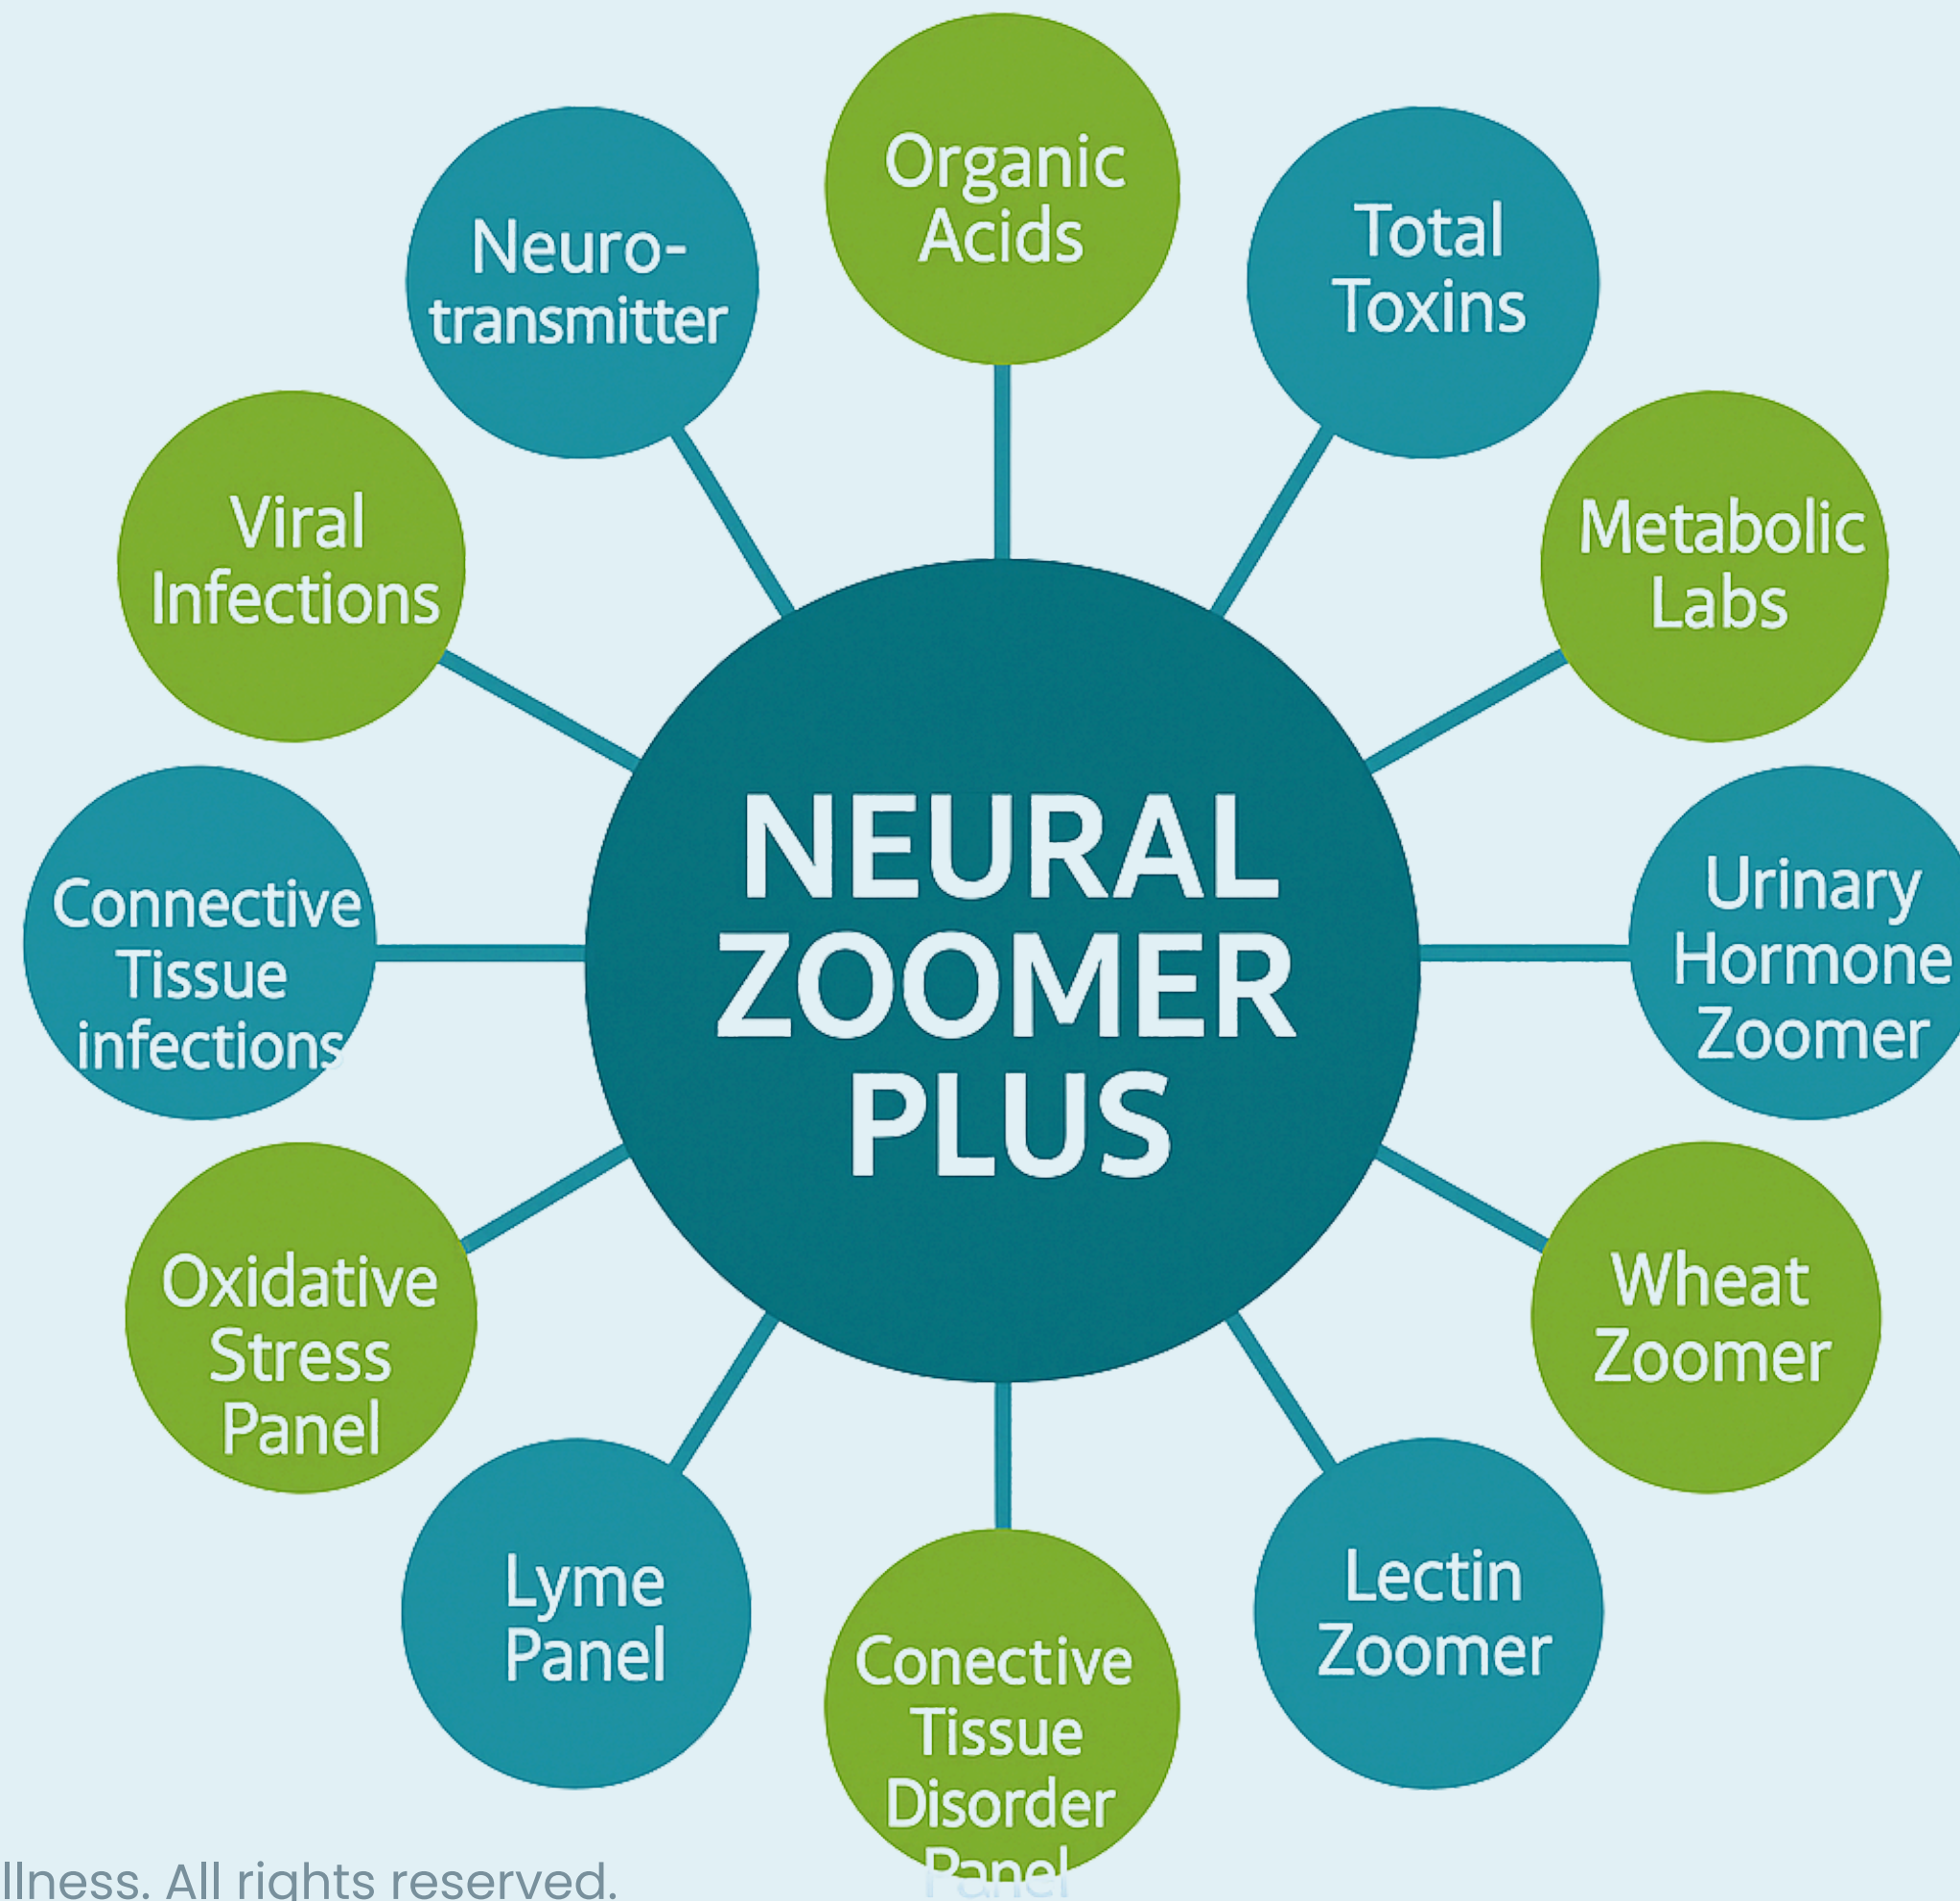 Organic
Acids
Neuro-
transmitter
Total
Toxins
Viral
Infections
Metabolic
Labs
NEURAL
ZOOMER
PLUS
Connective
Tissue
infections
Urinary
Hormone
Zoomer
Oxidative
Stress
Panel
Wheat
Zoomer
Lyme
Panel
Lectin
Zoomer
Conective
Tissue
Disorder
Panel
llness. All rights reserved.